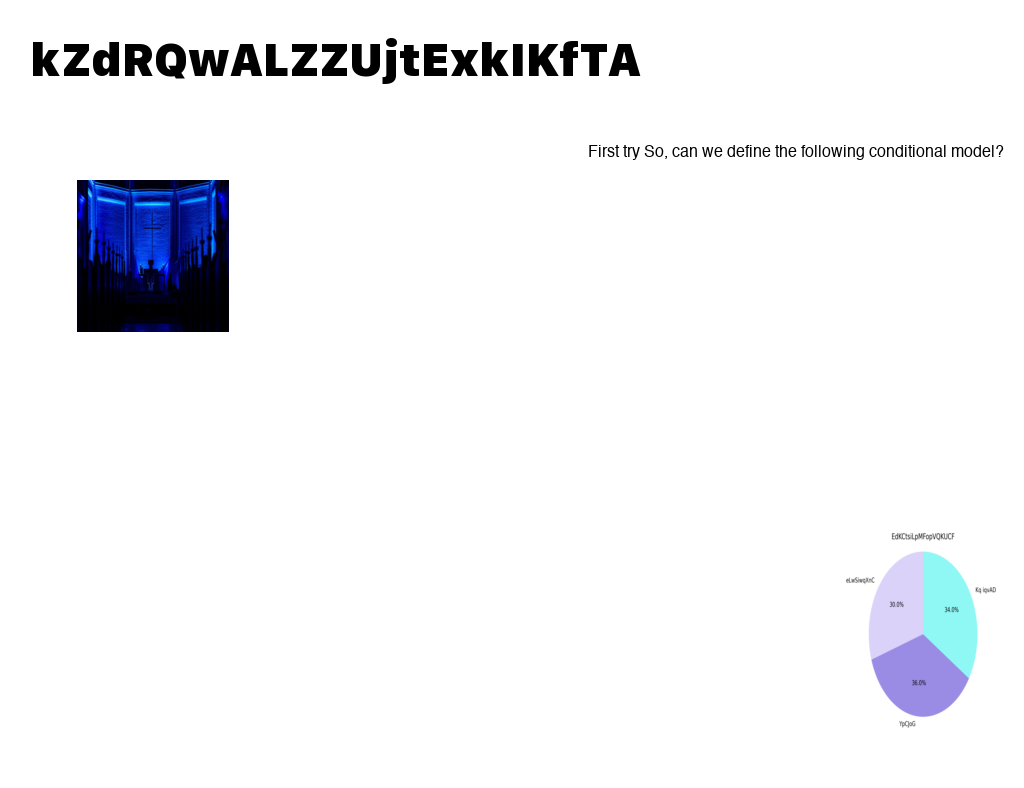 kZdRQwALZZUjtExkIKfTA
First try So, can we define the following conditional model?
EdKCtsiLpMFopVQKUCF
eLwSiwqXnC
Kq iqvAD
30.0%
34.0%
36.0%
YpCJoG